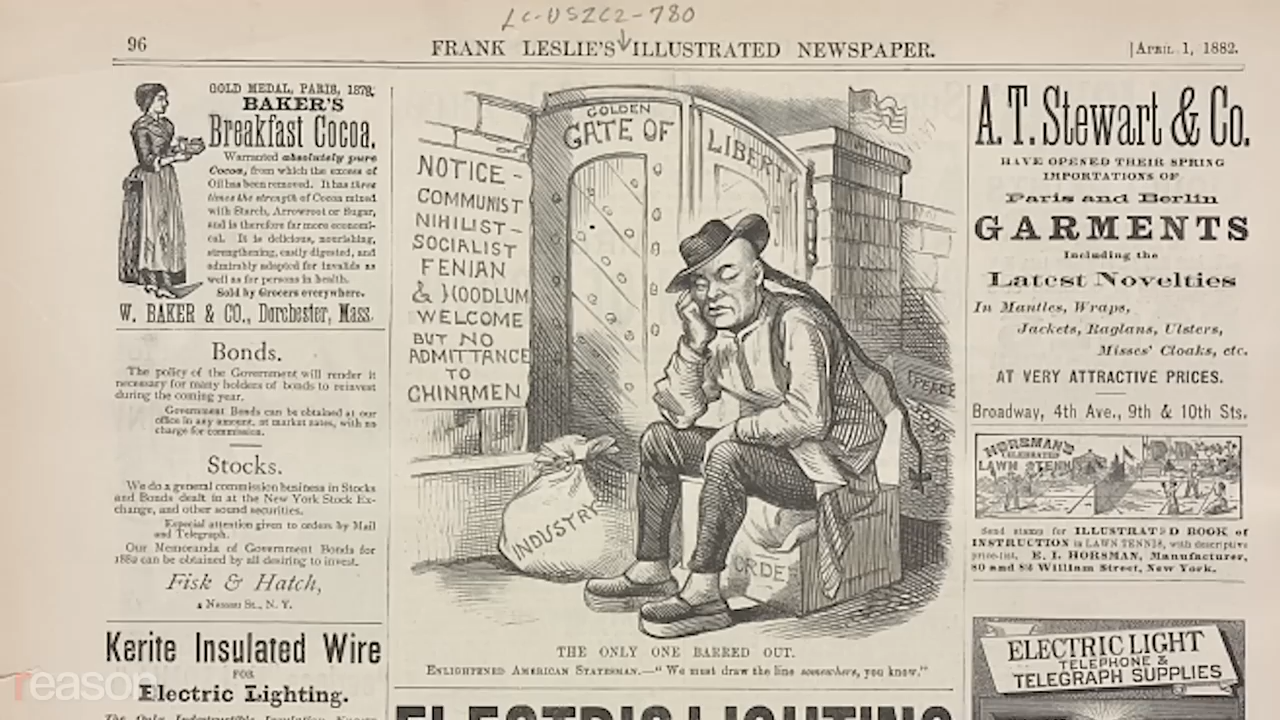 LC-USZC2-780
96
FRANK LESLIE'S ILLUSTRATED NEWSPAPER.
[April 1, 1882.
GOLD MEDAL, PARIS, 1878.
BAKER'S
Breakfast Cocoa.
Warranted absolutely pure
Cocoa, from which the excess of
Oil has been removed. It has three
times the strength of Cocoa mixed
with Starch, Arrowroot or Sugar,
and is therefore far more economi-
cal. It is delicious, nourishing,
strengthening, easily digested, and
admirably adapted for invalids as
well as for persons in health.
Sold by Grocers everywhere.
W. BAKER & CO., Dorchester, Mass.
Bonds.
The policy of the Government will render it
necessary for many holders of bonds to reinvest
during the coming year.
Government Bonds can be obtained at our
office in any amount, at market rates, with no
charge for commission.
Stocks.
We do a general commission business in Stocks
and Bonds dealt in at the New York Stock Ex-
change, and other sound securities.
Especial attention given to orders by Mail
and Telegraph.
Our Memoranda of Government Bonds for
1882 can be obtained by all desiring to invest.
Fisk & Hatch,
Nassau St., N. Y.
Kerite Insulated Wire
FOR
Electric Lighting.
reason
GOLDEN
GATE OF
LIBERTY
NOTICE-
COMMUNIST
NIHILIST-
SOCIALIST
FENIAN
& HOODLUM
WELCOME
BUT NO
ADMITTANCE
TO
CHINAMEN
PEACE
INDUSTRY
ORDER
THE ONLY ONE BARRED OUT.
Enlightened American Statesman.—"We must draw the line somewhere, you know."
ELECTRIC LIGHTING
A. T. Stewart & Co.
HAVE OPENED THEIR SPRING
IMPORTATIONS OF
Paris and Berlin
GARMENTS
Including the
Latest Novelties
In Mantles, Wraps,
Jackets, Raglans, Ulsters,
Misses' Cloaks, etc.
AT VERY ATTRACTIVE PRICES.
Broadway, 4th Ave., 9th & 10th Sts.
HORSMAN'S
CELEBRATED
LAWN TENNIS
Send stamp for ILLUSTRATED BOOK of
INSTRUCTION in LAWN TENNIS, with descriptive
price-list. E. I. HORSMAN, Manufacturer,
80 and 82 William Street, New York.
ELECTRIC LIGHT
TELEPHONE &
TELEGRAPH SUPPLIES